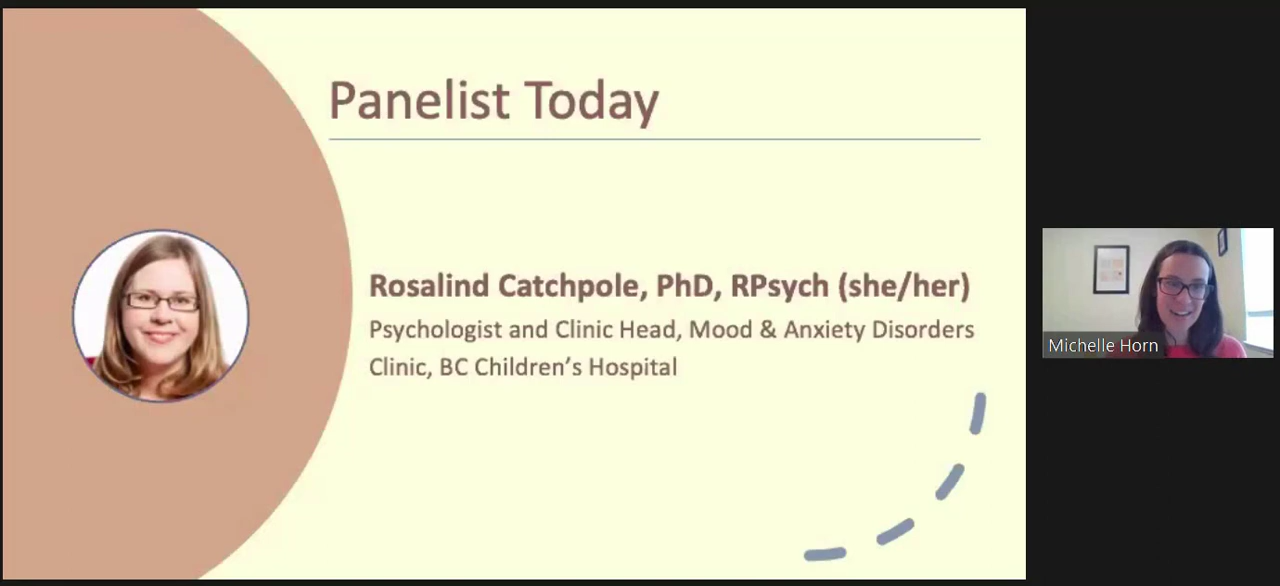 Panelist Today
Rosalind Catchpole, PhD, RPsych (she/her)
Psychologist and Clinic Head, Mood & Anxiety Disorders
Clinic, BC Children’s Hospital
Michelle Horn